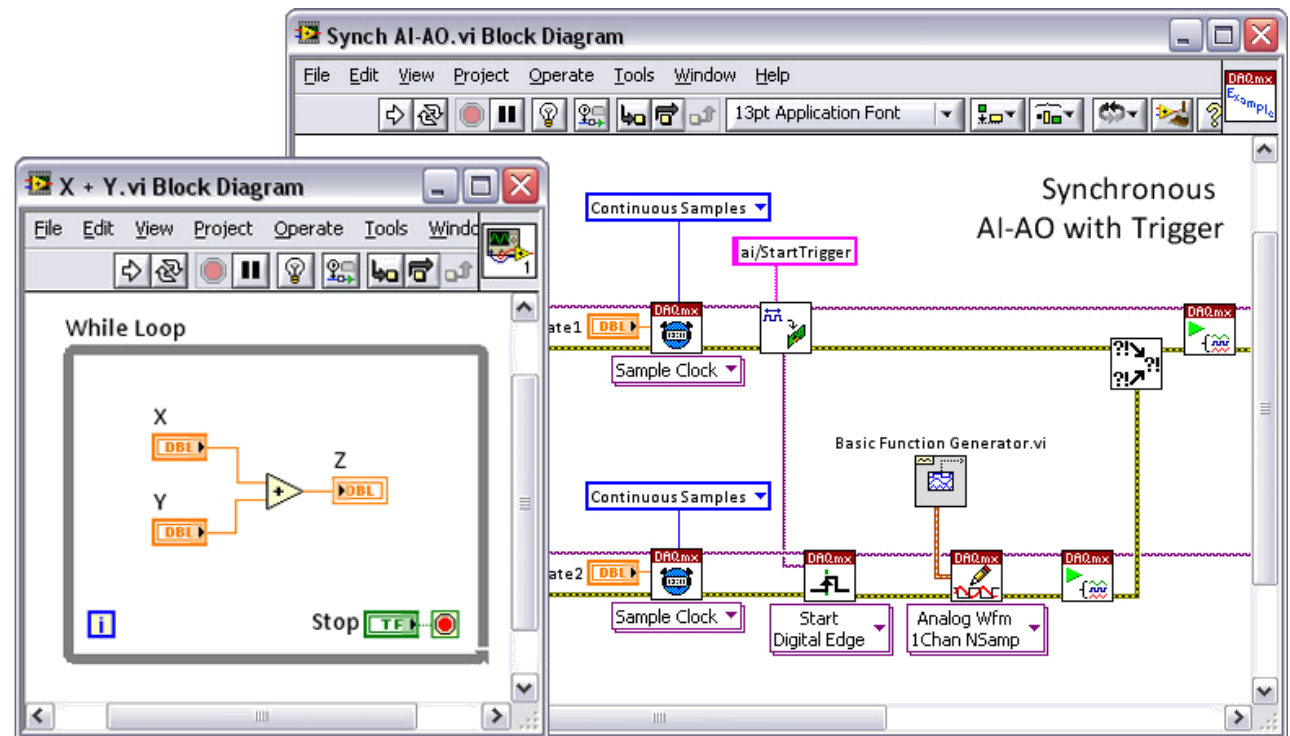 Synch AI-AO.vi Block Diagram
File Edit View Project Operate Tools Window Help
13pt Application Font
DAQmx
Example
Synchronous
AI-AO with Trigger
Continuous Samples
ai/StartTrigger
ate1 DBL
DAQmx
Sample Clock
DAQmx
?!
?!
?!
Basic Function Generator.vi
Continuous Samples
ate2 DBL
DAQmx
Sample Clock
DAQmx
Start
Digital Edge
DAQmx
Analog Wfm
1Chan NSamp
DAQmx
X + Y.vi Block Diagram
File Edit View Project Operate Tools Windo
1
While Loop
X
DBL
Y
DBL
Z
DBL
i
Stop TF